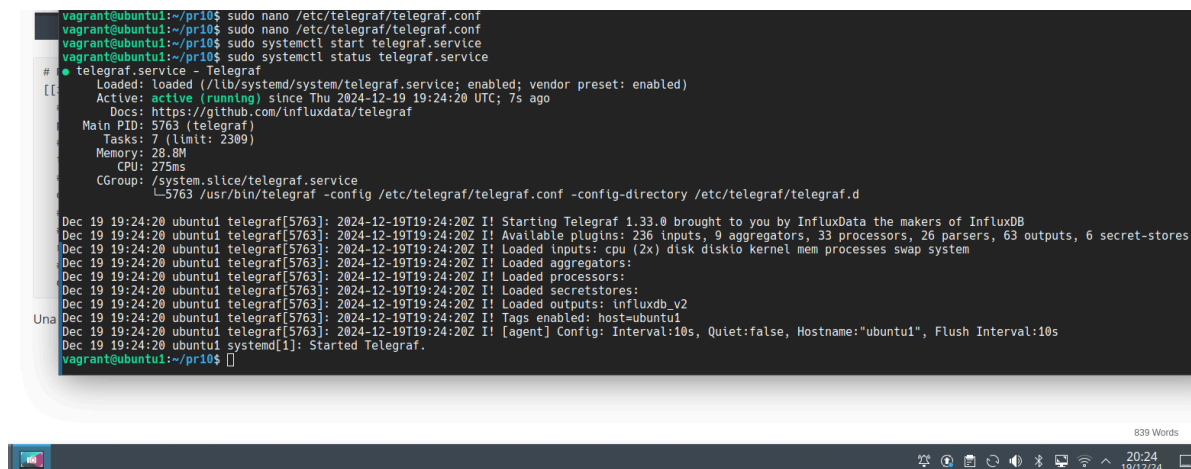 vagrant@ubuntu1:~/pr10$ sudo nano /etc/telegraf/telegraf.conf
vagrant@ubuntu1:~/pr10$ sudo nano /etc/telegraf/telegraf.conf
vagrant@ubuntu1:~/pr10$ sudo systemctl start telegraf.service
vagrant@ubuntu1:~/pr10$ sudo systemctl status telegraf.service
# ● telegraf.service - Telegraf
[[ Loaded: loaded (/lib/systemd/system/telegraf.service; enabled; vendor preset: enabled)
Active: active (running) since Thu 2024-12-19 19:24:20 UTC; 7s ago
Docs: https://github.com/influxdata/telegraf
Main PID: 5763 (telegraf)
Tasks: 7 (limit: 2309)
Memory: 28.8M
CPU: 275ms
CGroup: /system.slice/telegraf.service
└─5763 /usr/bin/telegraf -config /etc/telegraf/telegraf.conf -config-directory /etc/telegraf/telegraf.d
Dec 19 19:24:20 ubuntu1 telegraf[5763]: 2024-12-19T19:24:20Z I! Starting Telegraf 1.33.0 brought to you by InfluxData the makers of InfluxDB
Dec 19 19:24:20 ubuntu1 telegraf[5763]: 2024-12-19T19:24:20Z I! Available plugins: 236 inputs, 9 aggregators, 33 processors, 26 parsers, 63 outputs, 6 secret-stores
Dec 19 19:24:20 ubuntu1 telegraf[5763]: 2024-12-19T19:24:20Z I! Loaded inputs: cpu (2x) disk diskio kernel mem processes swap system
Dec 19 19:24:20 ubuntu1 telegraf[5763]: 2024-12-19T19:24:20Z I! Loaded aggregators:
Dec 19 19:24:20 ubuntu1 telegraf[5763]: 2024-12-19T19:24:20Z I! Loaded processors:
Dec 19 19:24:20 ubuntu1 telegraf[5763]: 2024-12-19T19:24:20Z I! Loaded secretstores:
Una Dec 19 19:24:20 ubuntu1 telegraf[5763]: 2024-12-19T19:24:20Z I! Loaded outputs: influxdb_v2
Dec 19 19:24:20 ubuntu1 telegraf[5763]: 2024-12-19T19:24:20Z I! Tags enabled: host=ubuntu1
Dec 19 19:24:20 ubuntu1 telegraf[5763]: 2024-12-19T19:24:20Z I! [agent] Config: Interval:10s, Quiet:false, Hostname:"ubuntu1", Flush Interval:10s
Dec 19 19:24:20 ubuntu1 systemd[1]: Started Telegraf.
vagrant@ubuntu1:~/pr10$
839 Words
20:24
19/12/24